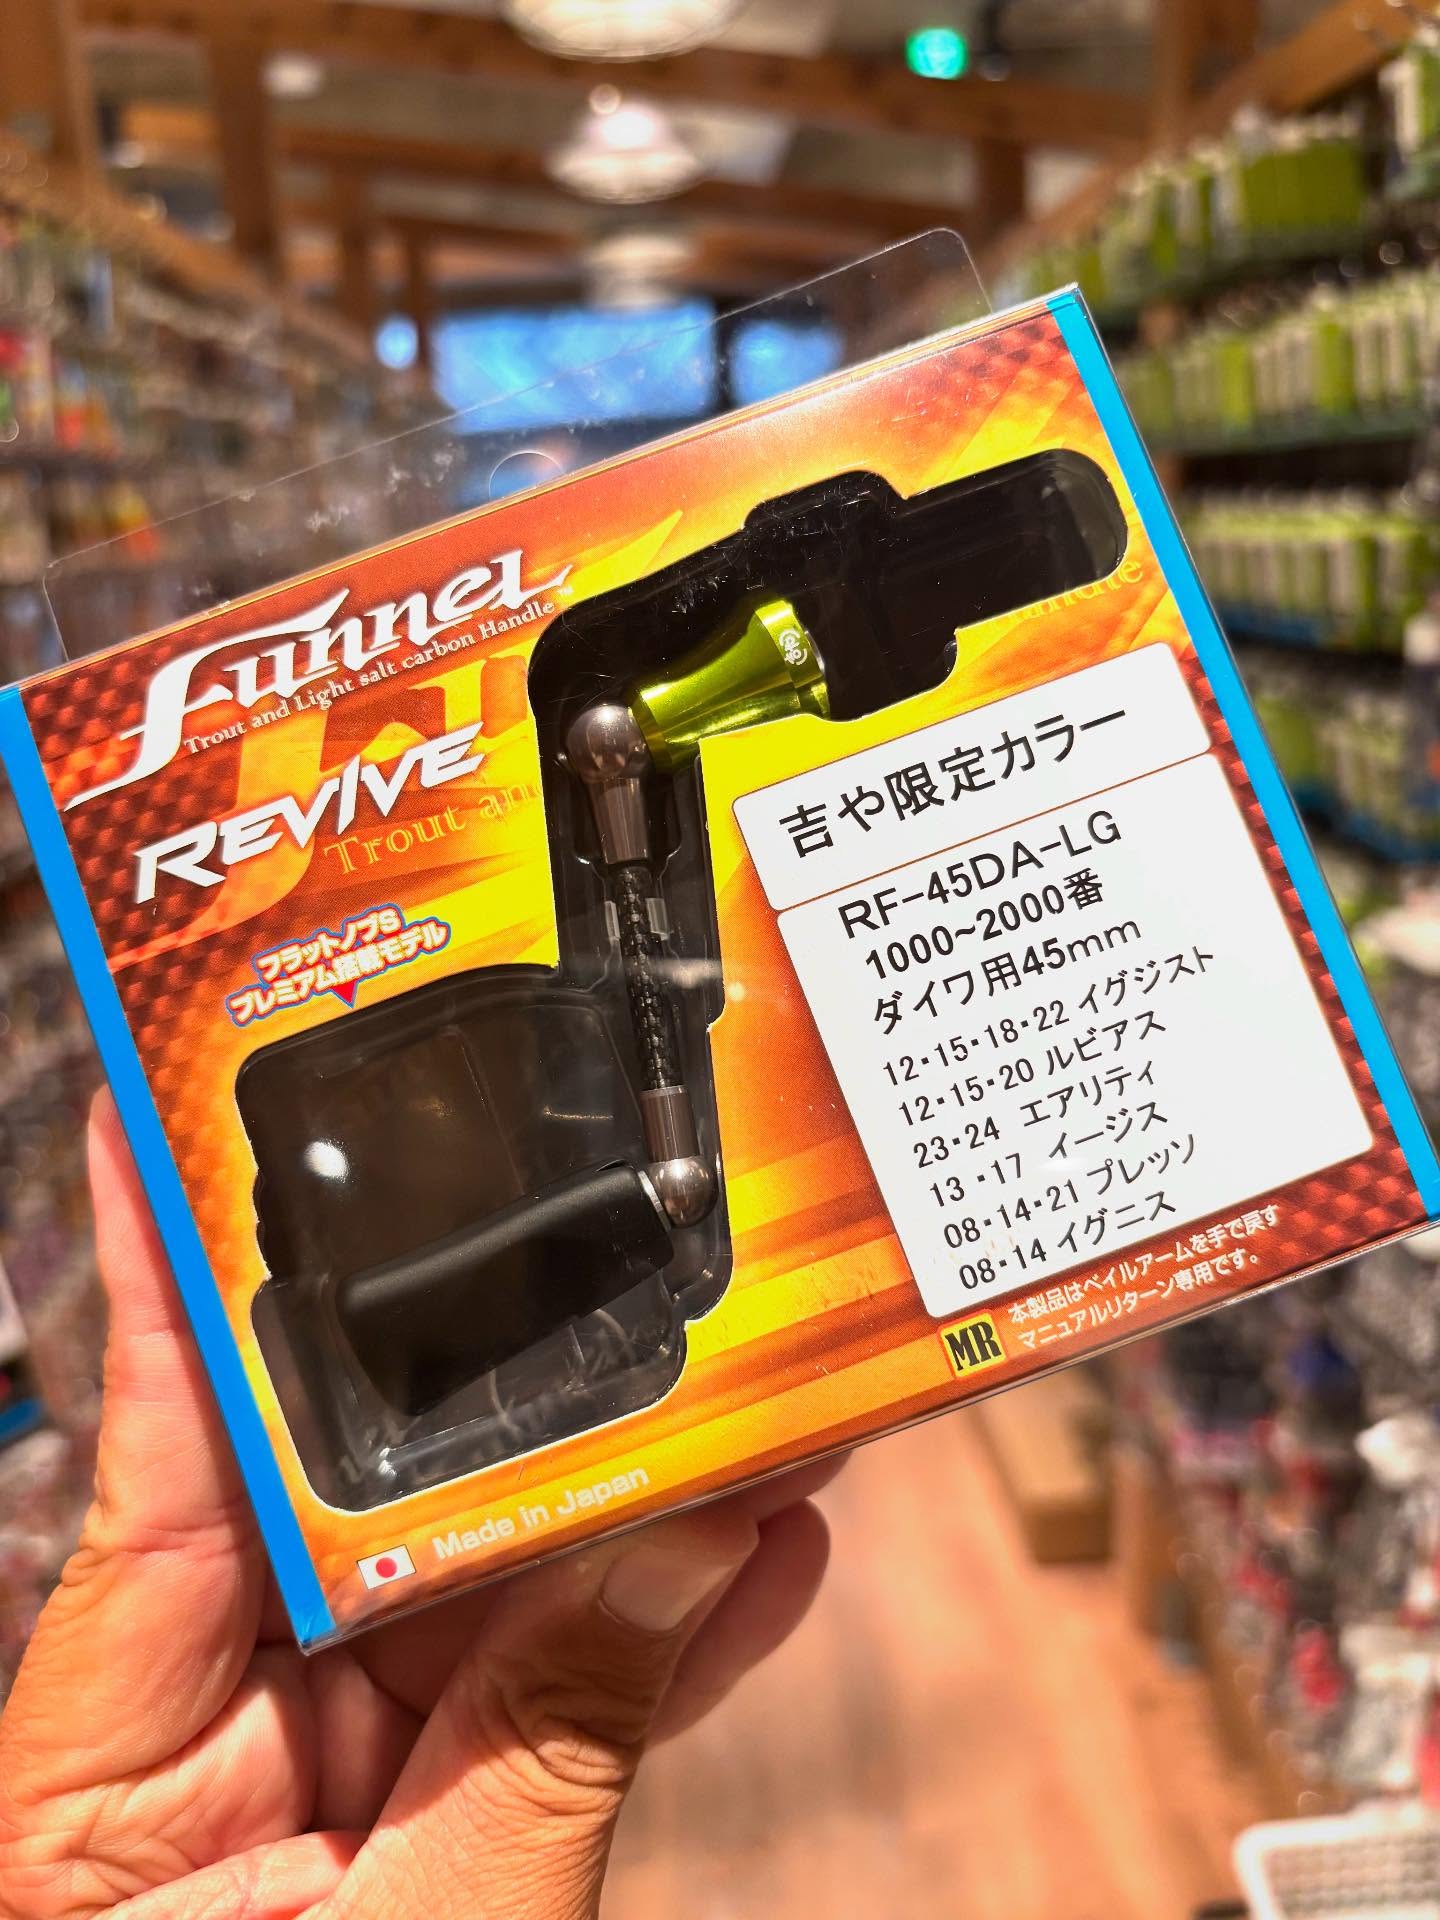 Funnel™
Trout and Light salt carbon Handle
REVIVE
Trout an
フラットノブS
プレミアム搭載モデル
吉や限定カラー
RF-45DA-LG
1000~2000番
ダイワ用45mm
12・15・18・22 イグジスト
12・15・20 ルビアス
23・24 エアリティ
13・17 イージス
08・14・21 プレッソ
08・14 イグニス
MR
本製品はベイルアームを手で戻す
マニュアルリターン専用です。
Made in Japan